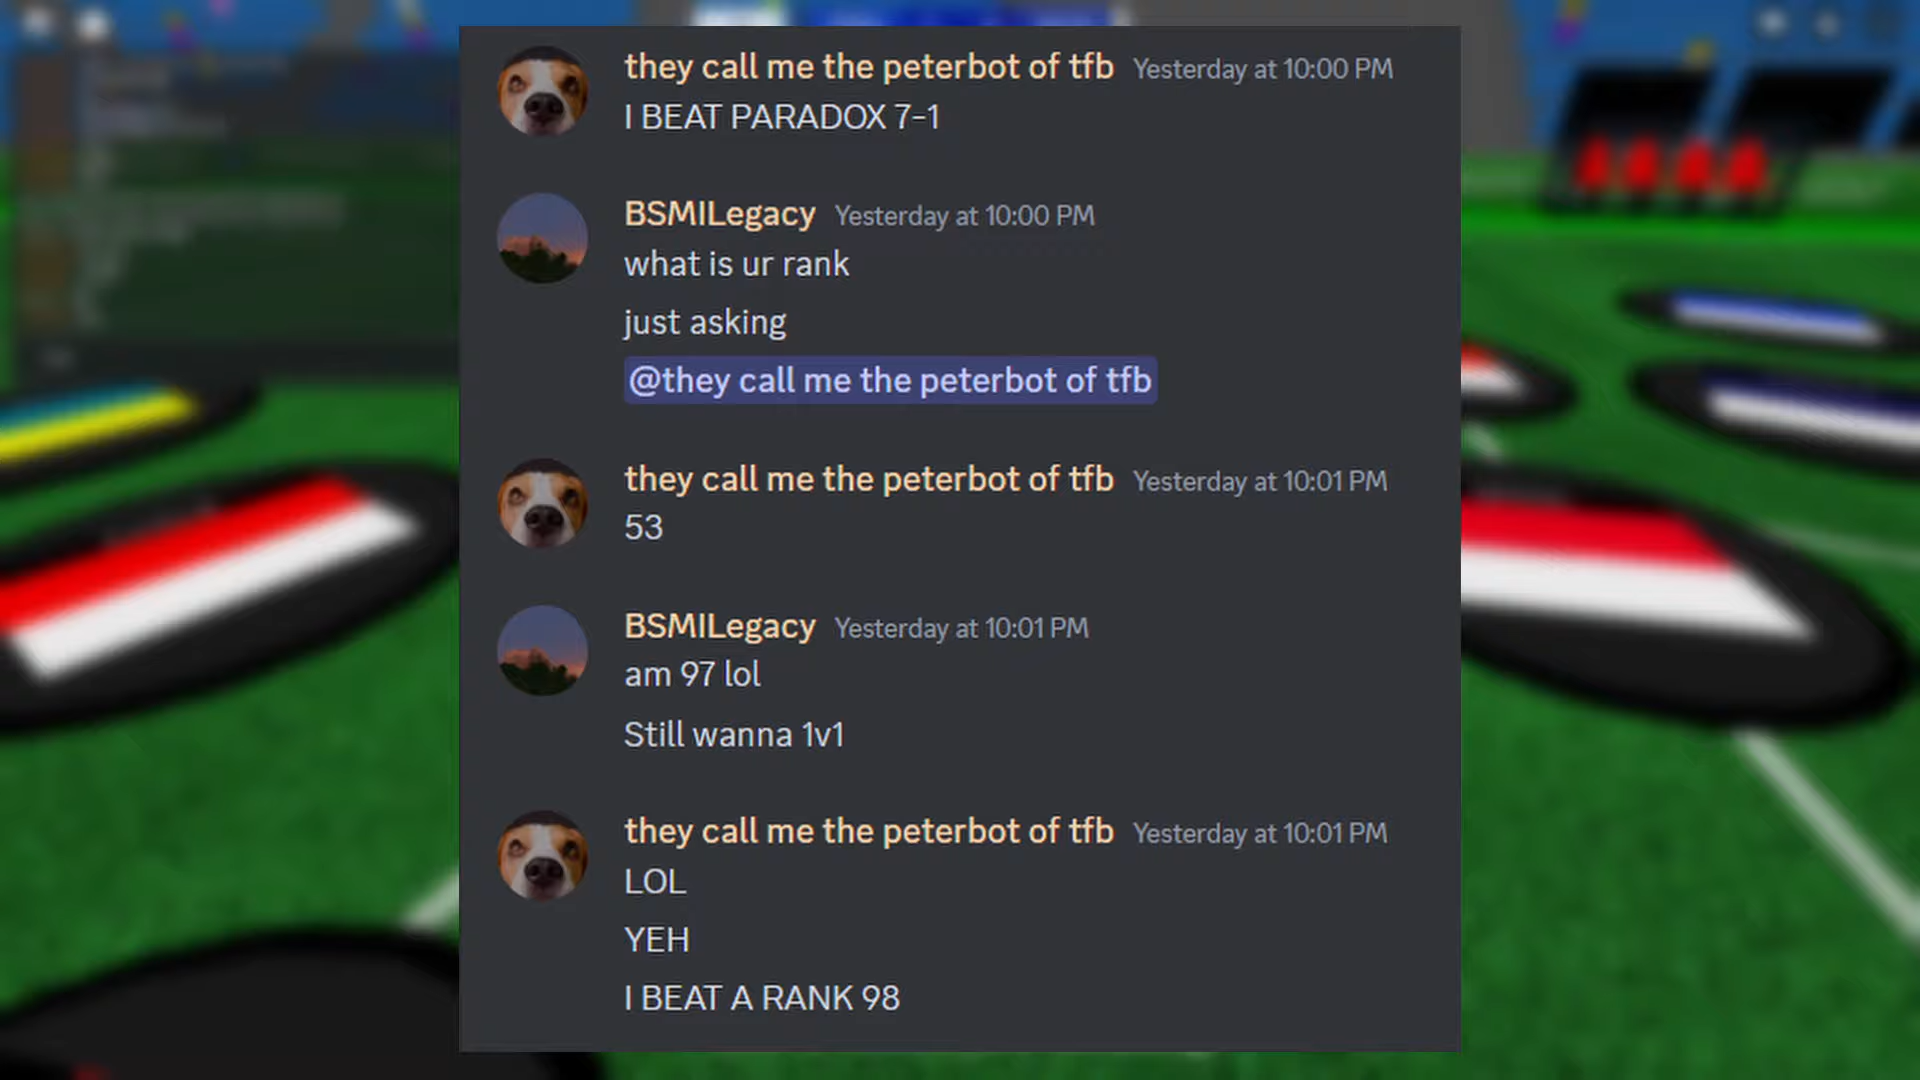 they call me the peterbot of tfb Yesterday at 10:00 PM
I BEAT PARADOX 7-1
BSMILegacy Yesterday at 10:00 PM
what is ur rank
just asking
@they call me the peterbot of tfb
they call me the peterbot of tfb Yesterday at 10:01 PM
53
BSMILegacy Yesterday at 10:01 PM
am 97 lol
Still wanna 1v1
they call me the peterbot of tfb Yesterday at 10:01 PM
LOL
YEH
I BEAT A RANK 98